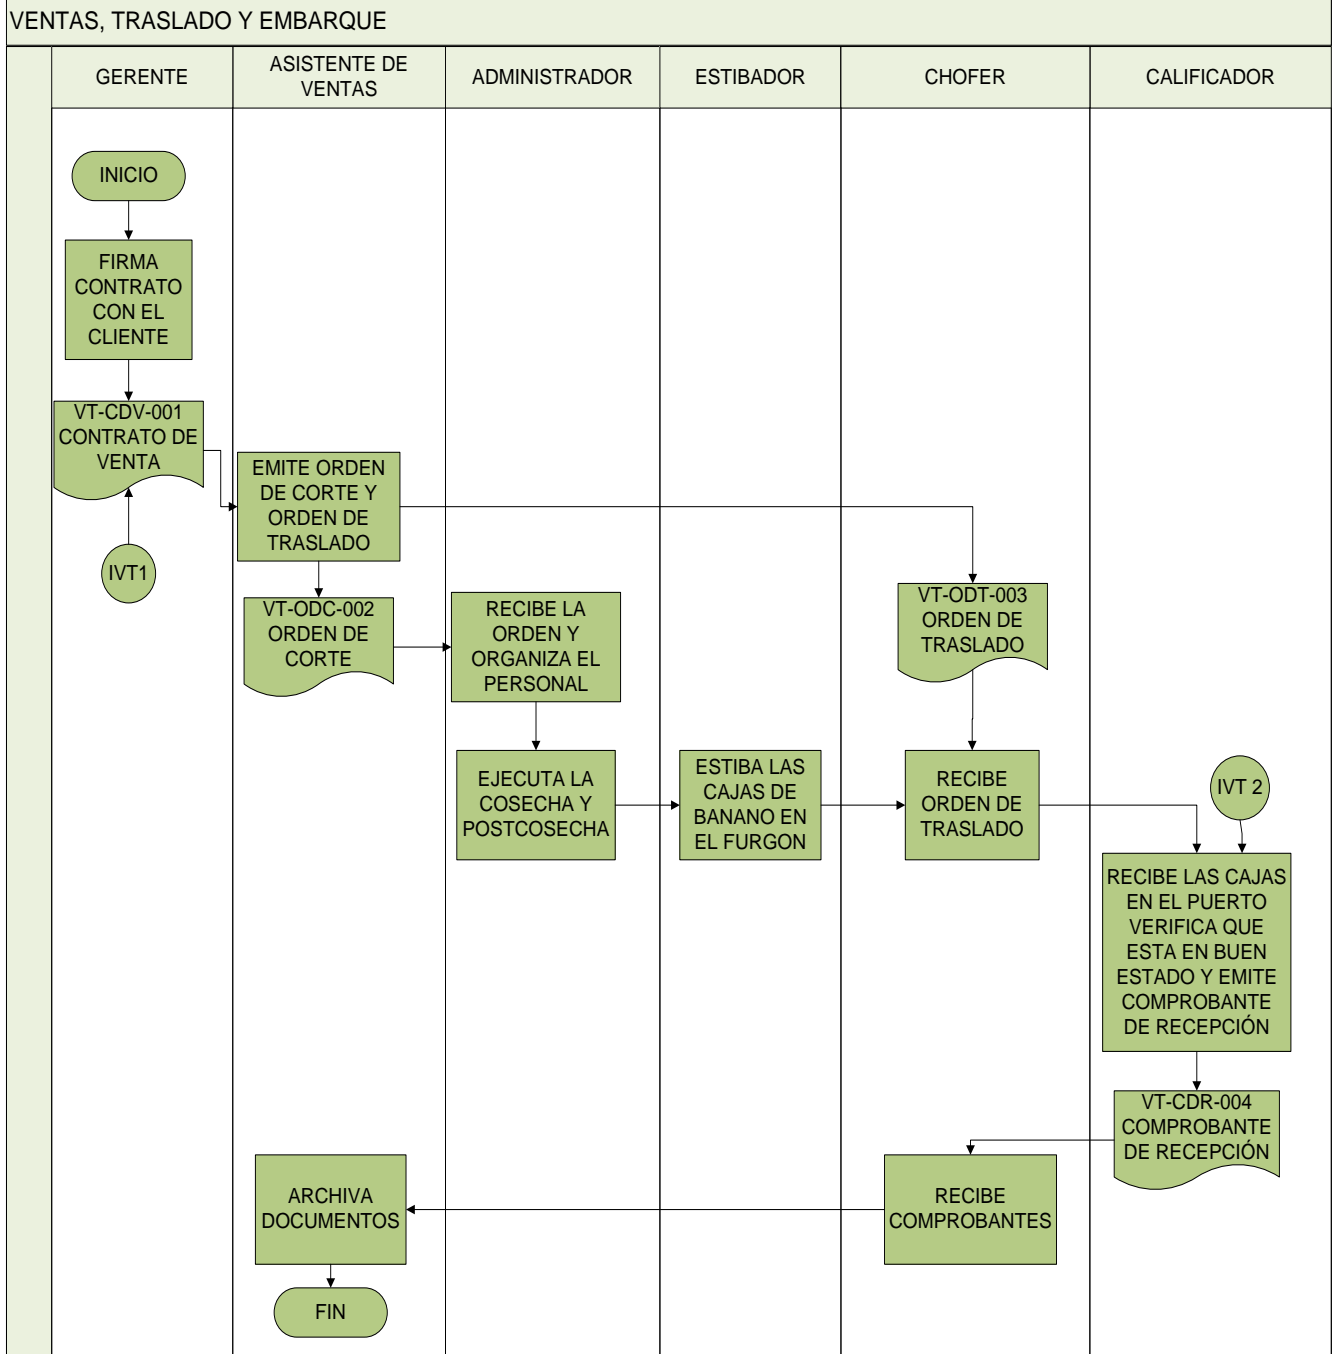 VENTAS, TRASLADO Y EMBARQUE
GERENTE
ASISTENTE DE
VENTAS
ADMINISTRADOR
ESTIBADOR
CHOFER
CALIFICADOR
INICIO
FIRMA
CONTRATO
CON EL
CLIENTE
VT-CDV-001
CONTRATO DE
VENTA
IVT1
EMITE ORDEN
DE CORTE Y
ORDEN DE
TRASLADO
VT-ODC-002
ORDEN DE
CORTE
RECIBE LA
ORDEN Y
ORGANIZA EL
PERSONAL
VT-ODT-003
ORDEN DE
TRASLADO
EJECUTA LA
COSECHA Y
POSTCOSECHA
ESTIBA LAS
CAJAS DE
BANANO EN
EL FURGON
RECIBE
ORDEN DE
TRASLADO
IVT 2
RECIBE LAS CAJAS
EN EL PUERTO
VERIFICA QUE
ESTA EN BUEN
ESTADO Y EMITE
COMPROBANTE
DE RECEPCIÓN
VT-CDR-004
COMPROBANTE
DE RECEPCIÓN
RECIBE
COMPROBANTES
ARCHIVA
DOCUMENTOS
FIN